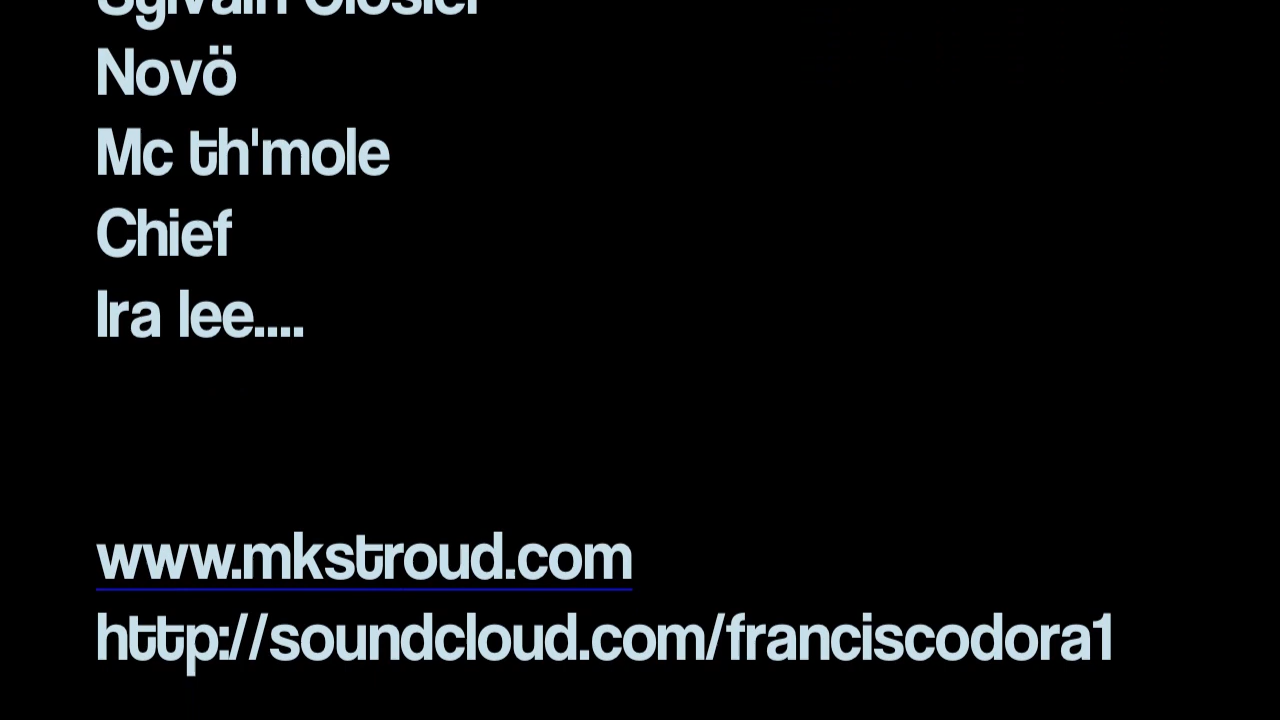 Novö
Mc th'mole
Chief
Ira lee....
www.mkstroud.com
http://soundcloud.com/franciscodora1